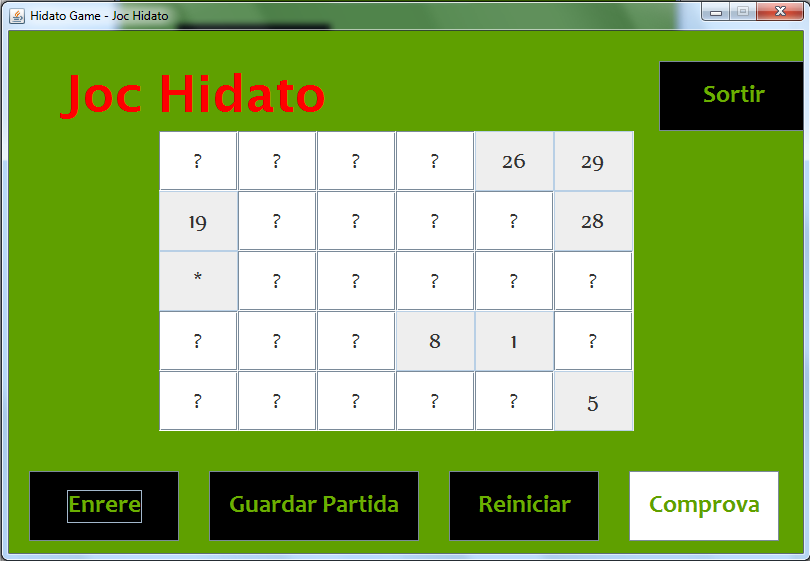 Hidato Game - Joc Hidato
Joc Hidato
Sortir
? ? ? ? 26 29
19 ? ? ? ? 28
* ? ? ? ? ?
? ? ? 8 1 ?
? ? ? ? ? 5
Enrere Guardar Partida Reiniciar Comprova